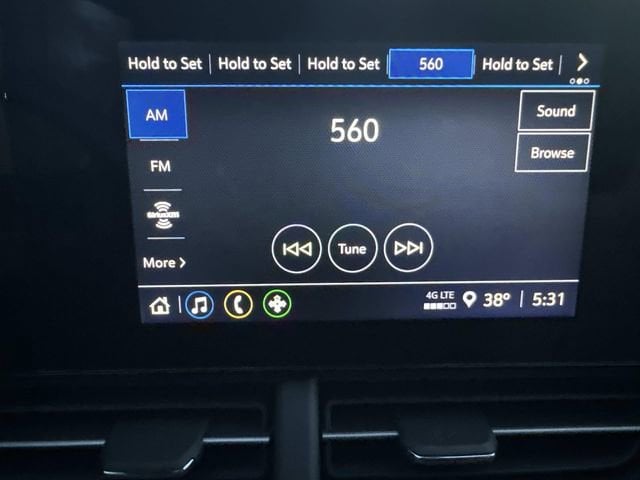 Hold to Set Hold to Set Hold to Set 560 Hold to Set
AM
560
Sound
FM
Browse
SiriusXM
Tune
More
4G LTE
38° 5:31